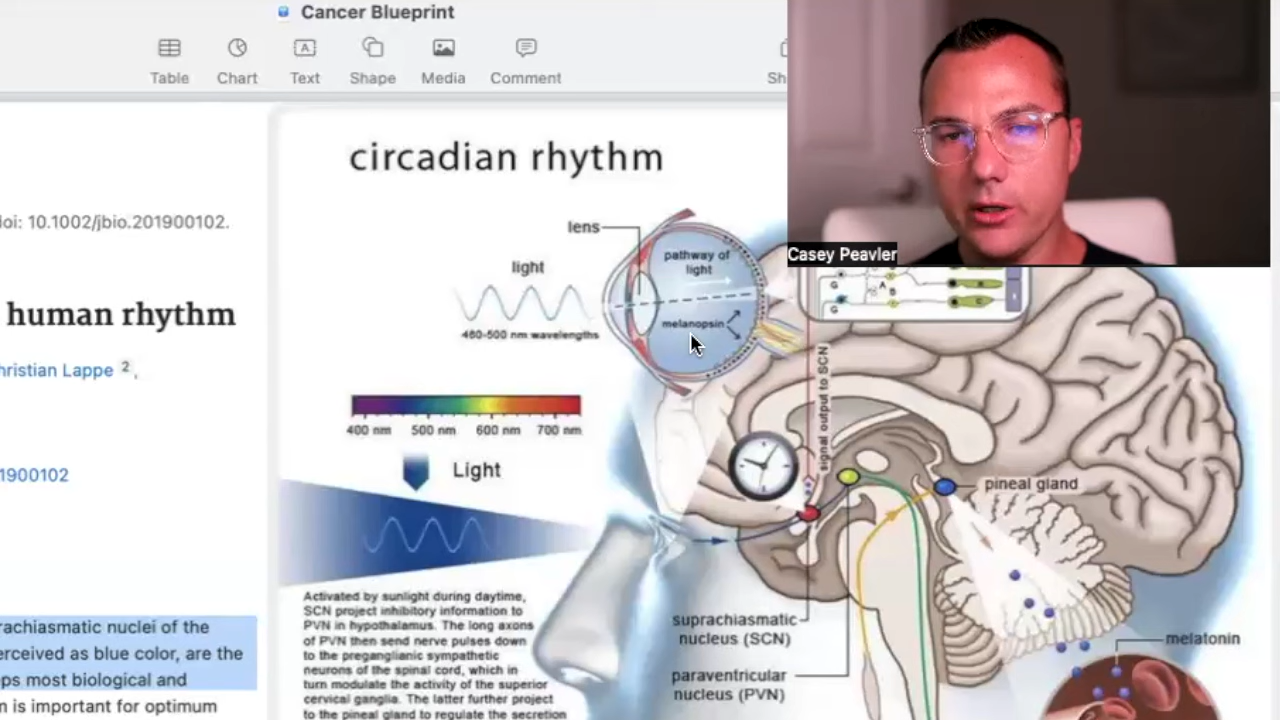 Cancer Blueprint
Table
Chart
Text
Shape
Media
Comment
Sh
Casey Peavler
oi: 10.1002/jbio.201900102.
human rhythm
hristian Lappe 2 ,
1900102
rachiasmatic nuclei of the
erceived as blue color, are the
ps most biological and
m is important for optimum
circadian rhythm
lens
pathway of
light
light
melanopsin
460-500 nm wavelengths
G
A
B
G
C
signal output to SCN
400 nm 500 nm 600 nm 700 nm
Light
pineal gland
Activated by sunlight during daytime,
SCN project inhibitory information to
PVN in hypothalamus. The long axons
of PVN then send nerve pulses down
to the preganglianic sympathetic
neurons of the spinal cord, which in
turn modulate the activity of the superior
cervical ganglia. The latter further project
to the pineal gland to regulate the secretion
suprachiasmatic
nucleus (SCN)
paraventricular
nucleus (PVN)
melatonin